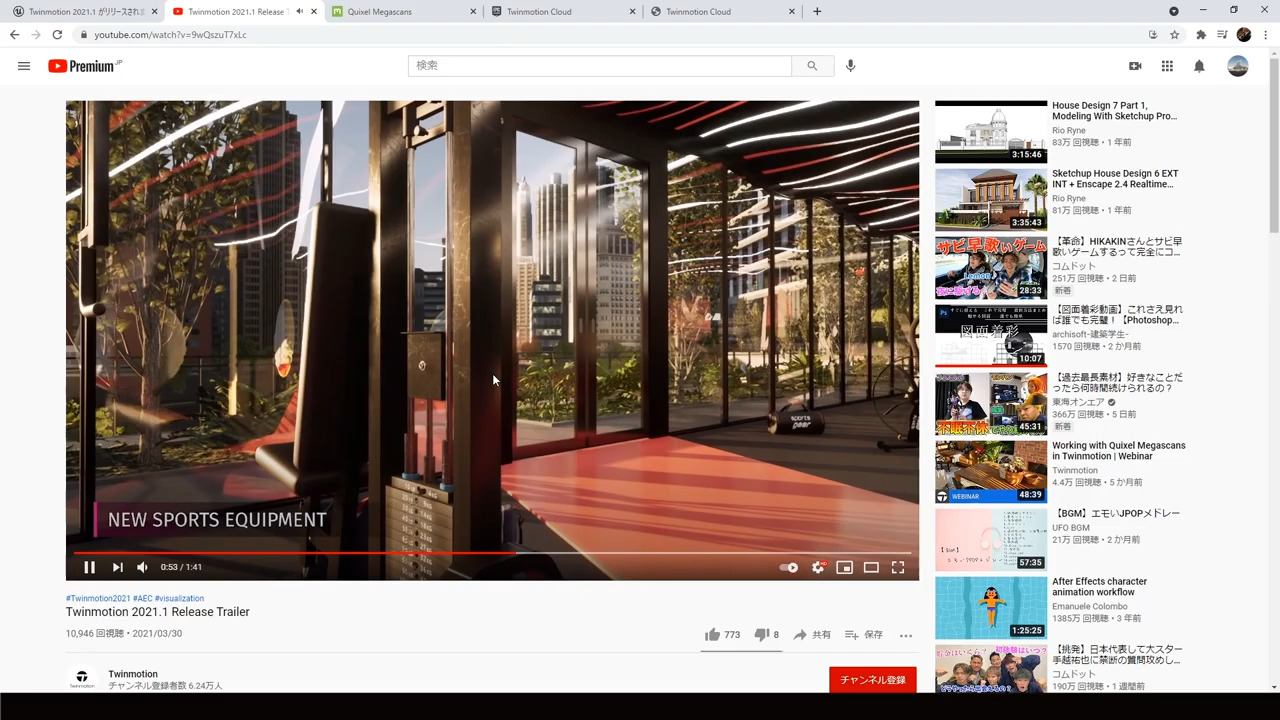 Twinmotion 2021.1 がリリースされま
Twinmotion 2021.1 Release T
Quixel Megascans
Twinmotion Cloud
Twinmotion Cloud
youtube.com/watch?v=9wQszuT7xLc
Premium JP
検索
NEW SPORTS EQUIPMENT
0:53 / 1:41
#Twinmotion2021 #AEC #visualization
Twinmotion 2021.1 Release Trailer
10,946 回視聴・2021/03/30
773
8
共有
保存
Twinmotion
チャンネル登録者数 6.24万人
チャンネル登録
House Design 7 Part 1,
Modeling With Sketchup Pro...
Rio Ryne
83万 回視聴・1 年前
3:15:46
Sketchup House Design 6 EXT
INT + Enscape 2.4 Realtime...
Rio Ryne
81万 回視聴・1 年前
3:35:43
【革命】HIKAKINさんとサビ早
歌いゲームするって完全にコ...
コムドット
251万 回視聴・2 日前
新着
サビ早歌いゲーム
Lemon
28:33
【図面着彩動画】これさえ見れ
ば誰でも完璧！【Photoshop...
archisoft-建築学生-
1570 回視聴・2 か月前
図面着彩
10:07
【過去最長素材】好きなことだ
ったら何時間続けられるの？
東海オンエア
366万 回視聴・5 日前
新着
45:31
Working with Quixel Megascans
in Twinmotion | Webinar
Twinmotion
4.4万 回視聴・5 か月前
WEBINAR
48:39
【BGM】エモいJPOPメドレー
UFO BGM
21万 回視聴・2 か月前
57:35
After Effects character
animation workflow
Emanuele Colombo
1385万 回視聴・3 年前
1:25:25
【挑発】日本代表して大スター
手越祐也に禁断の質問攻めし...
コムドット
190万 回視聴・1 週間前